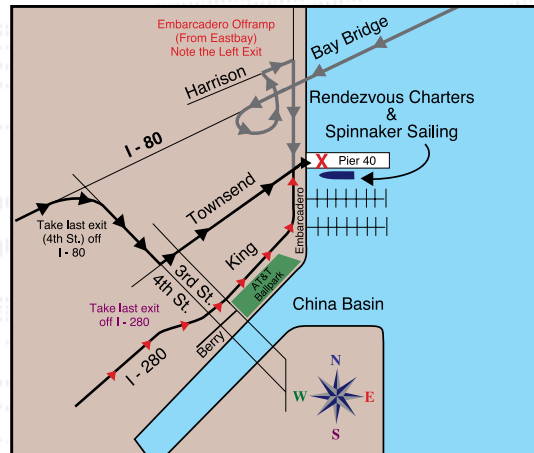 Embarcadero Offramp
(From Eastbay)
Note the Left Exit
Bay Bridge
Harrison
Rendezvous Charters
&
Spinnaker Sailing
I - 80
X
Pier 40
Townsend
Embarcadero
Take last exit
(4th St.) off
I - 80
King
3rd St.
4th St.
AT&T
Ballpark
China Basin
Take last exit
off I - 280
Berry
I - 280
N
W
E
S